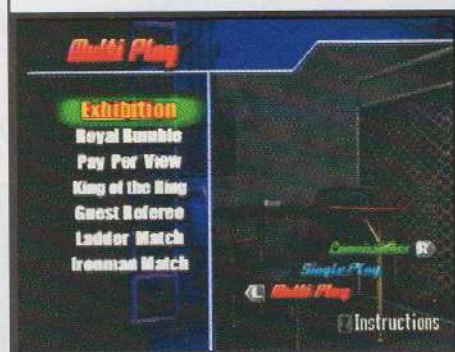 Multi Play
Exhibition
Royal Rumble
Pay Per View
King of the Ring
Guest Referee
Ladder Match
Ironman Match
R
Single Play
L Multi Play
Z Instructions